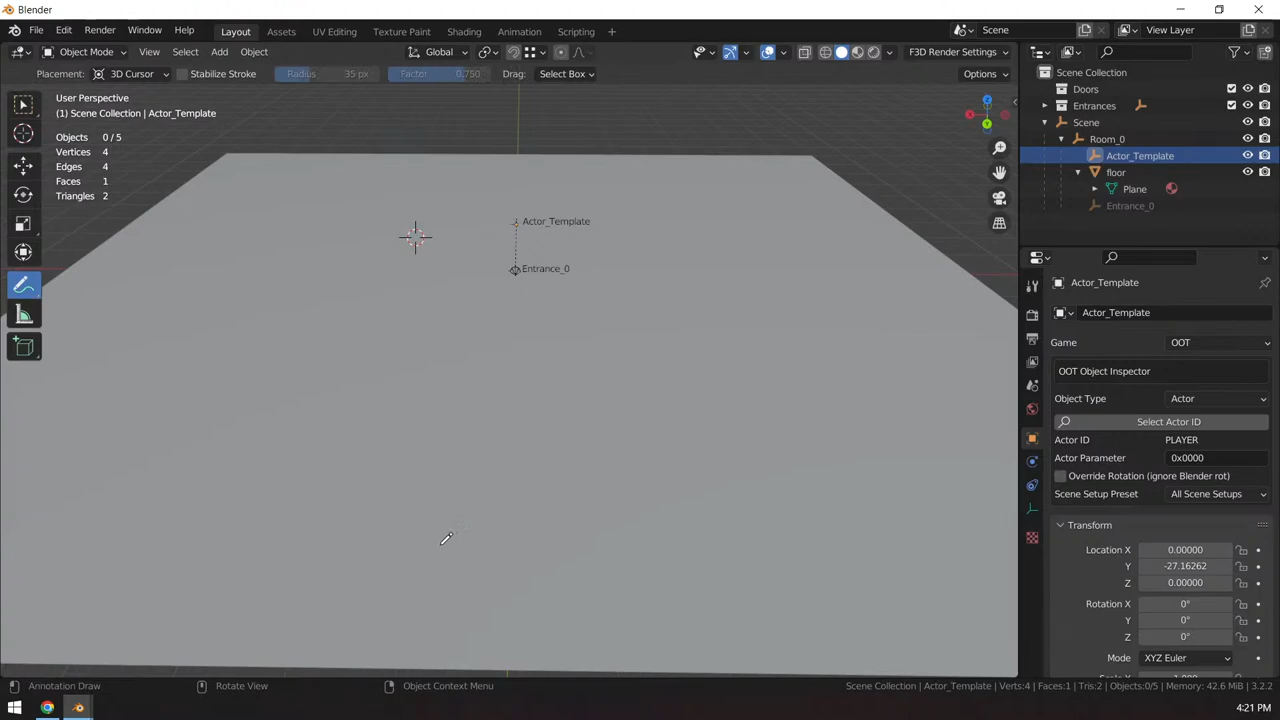 Blender
File Edit Render Window Help Layout Assets UV Editing Texture Paint Shading Animation Scripting + Scene View Layer
Object Mode View Select Add Object Global F3D Render Settings
Placement: 3D Cursor Stabilize Stroke Radius 35 px Factor 0.750 Drag: Select Box Options
User Perspective
(1) Scene Collection | Actor_Template
Objects 0 / 5
Vertices 4
Edges 4
Faces 1
Triangles 2
Actor_Template
Entrance_0
Z
X
Y
Scene Collection
Doors
Entrances
Scene
Room_0
Actor_Template
floor
Plane
Entrance_0
Actor_Template
Actor_Template
Game OOT
OOT Object Inspector
Object Type Actor
Select Actor ID
Actor ID PLAYER
Actor Parameter 0x0000
Override Rotation (ignore Blender rot)
Scene Setup Preset All Scene Setups
Transform
Location X 0.00000
Y -27.16262
Z 0.00000
Rotation X 0°
Y 0°
Z 0°
Mode XYZ Euler
Annotation Draw Rotate View Object Context Menu Scene Collection | Actor_Template | Verts:4 | Faces:1 | Tris:2 | Objects:0/5 | Memory: 42.6 MiB | 3.2.2
4:21 PM